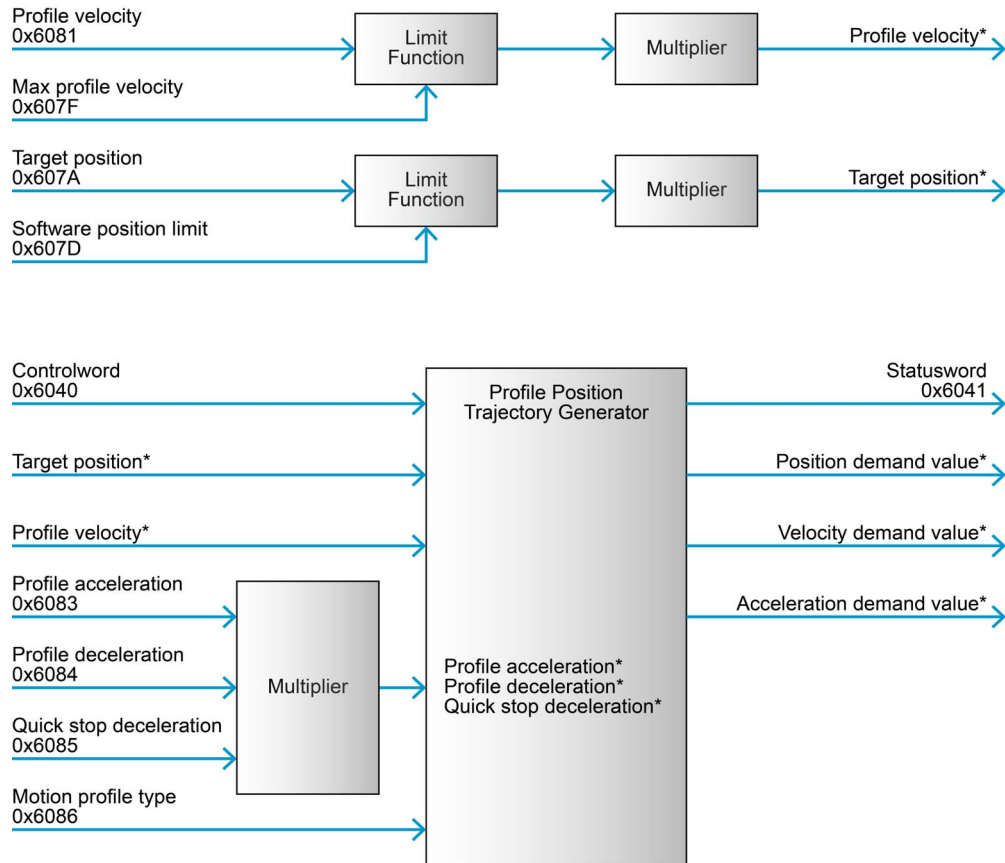 Profile velocity
0x6081
Limit
Function
Multiplier
Profile velocity*
Max profile velocity
0x607F
Target position
0x607A
Limit
Function
Multiplier
Target position*
Software position limit
0x607D
Controlword
0x6040
Profile Position
Trajectory Generator
Statusword
0x6041
Target position*
Position demand value*
Profile velocity*
Velocity demand value*
Profile acceleration
0x6083
Acceleration demand value*
Profile deceleration
0x6084
Multiplier
Profile acceleration*
Profile deceleration*
Quick stop deceleration*
Quick stop deceleration
0x6085
Motion profile type
0x6086